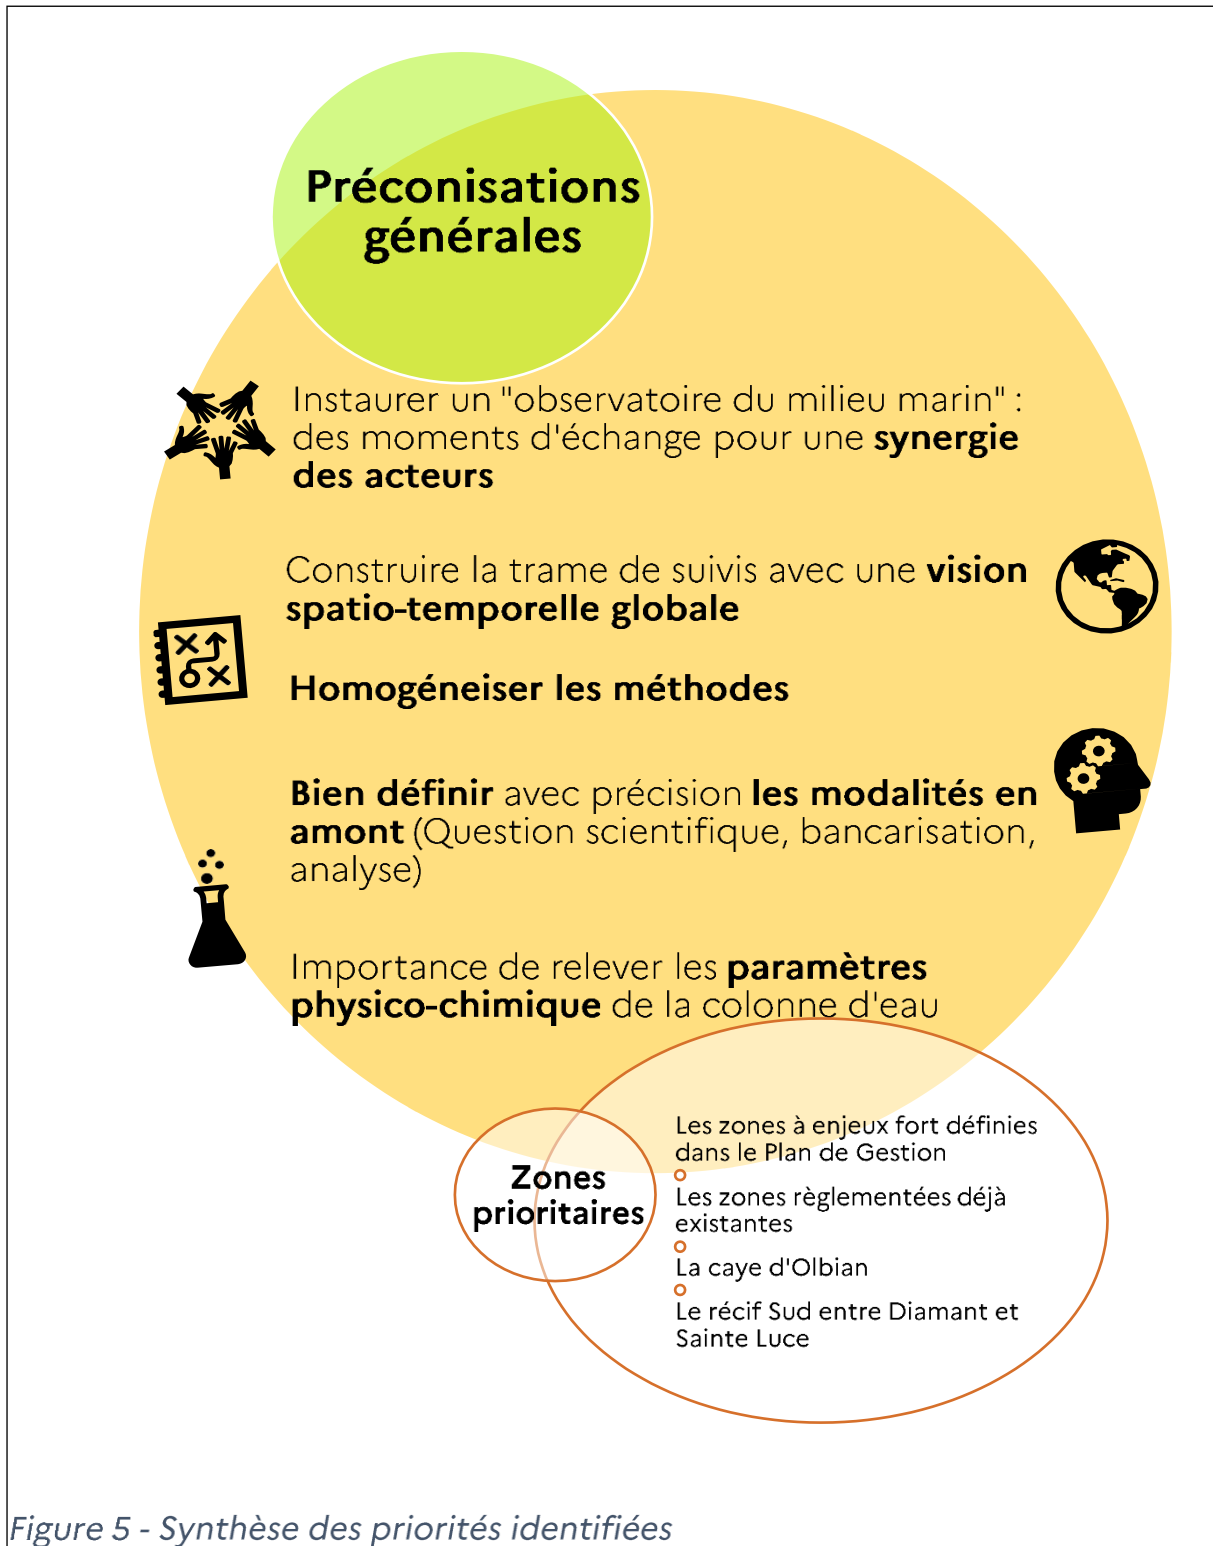 Préconisations
générales
Instaurer un "observatoire du milieu marin" :
des moments d'échange pour une synergie
des acteurs
Construire la trame de suivis avec une vision
spatio-temporelle globale
Homogéneiser les méthodes
Bien définir avec précision les modalités en
amont (Question scientifique, bancarisation,
analyse)
Importance de relever les paramètres
physico-chimique de la colonne d'eau
Zones
prioritaires
Les zones à enjeux fort définies
dans le Plan de Gestion
Les zones règlementées déjà
existantes
La caye d'Olbian
Le récif Sud entre Diamant et
Sainte Luce
Figure 5 - Synthèse des priorités identifiées